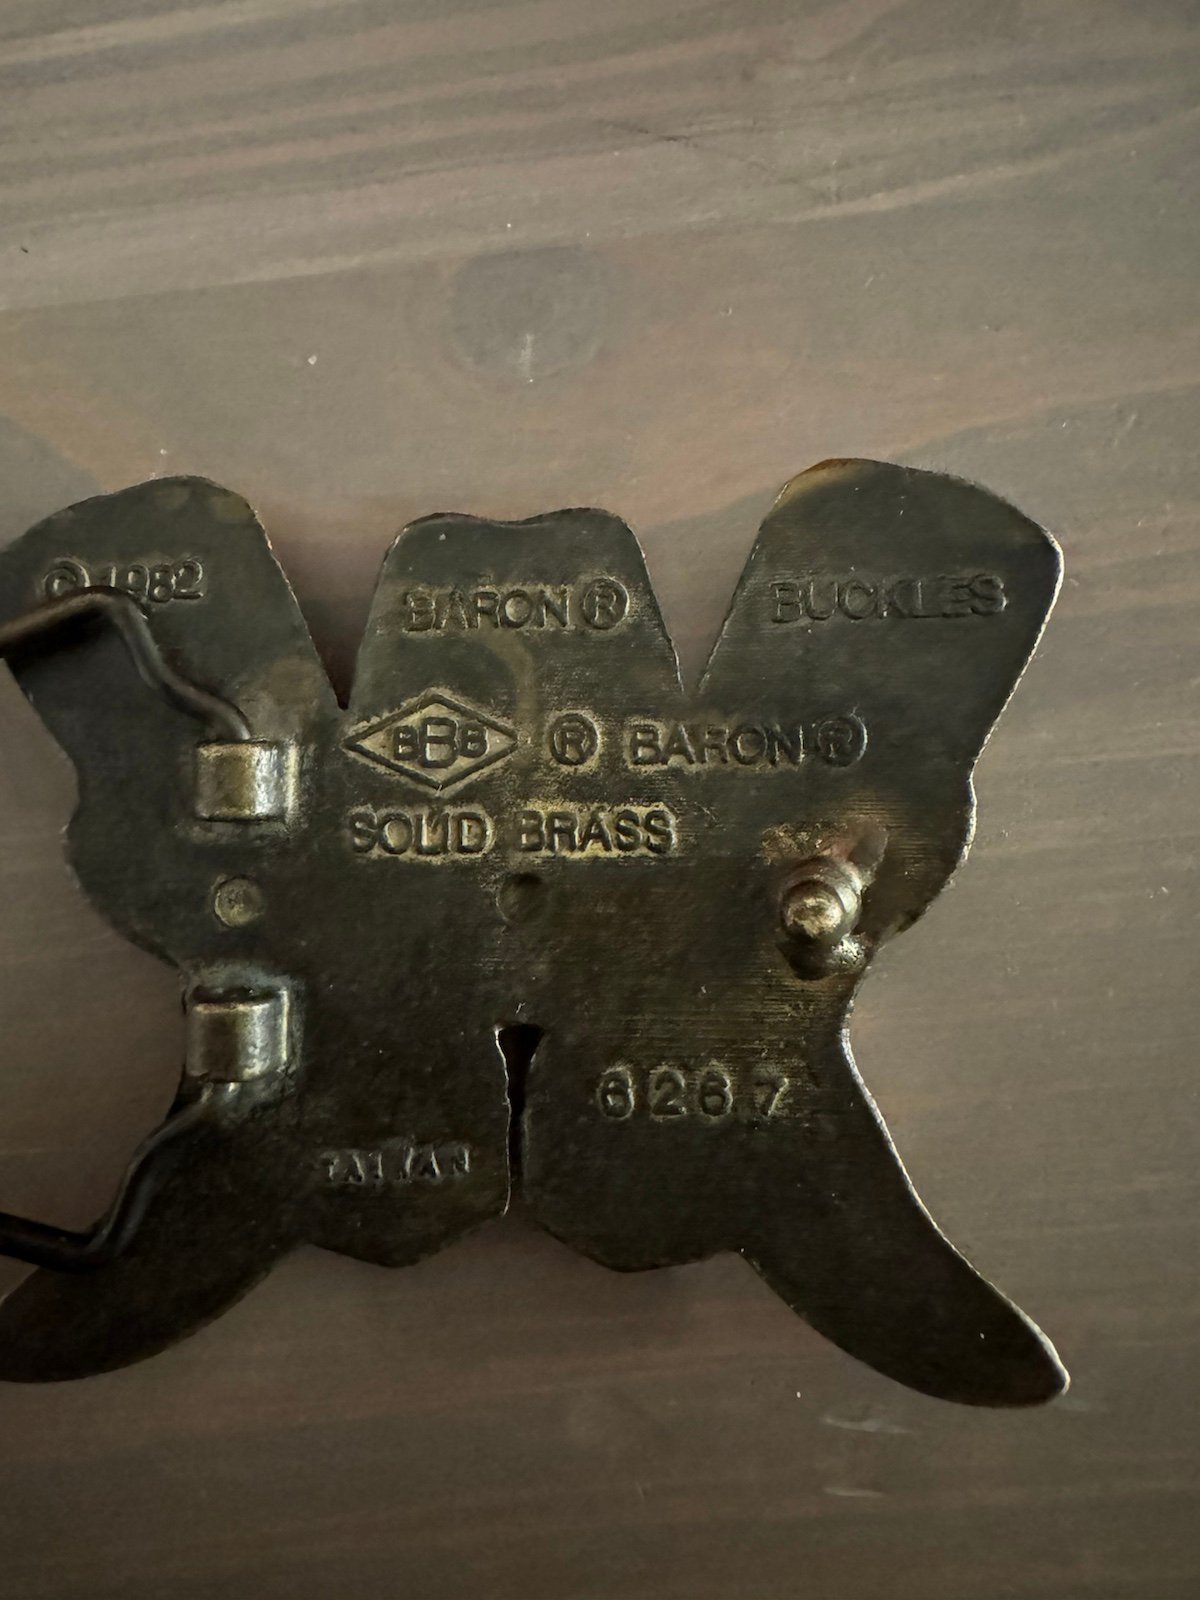 © 1982 BARON ® BUCKLES
BBB ® BARON ®
SOLID BRASS
6267
TAIWAN